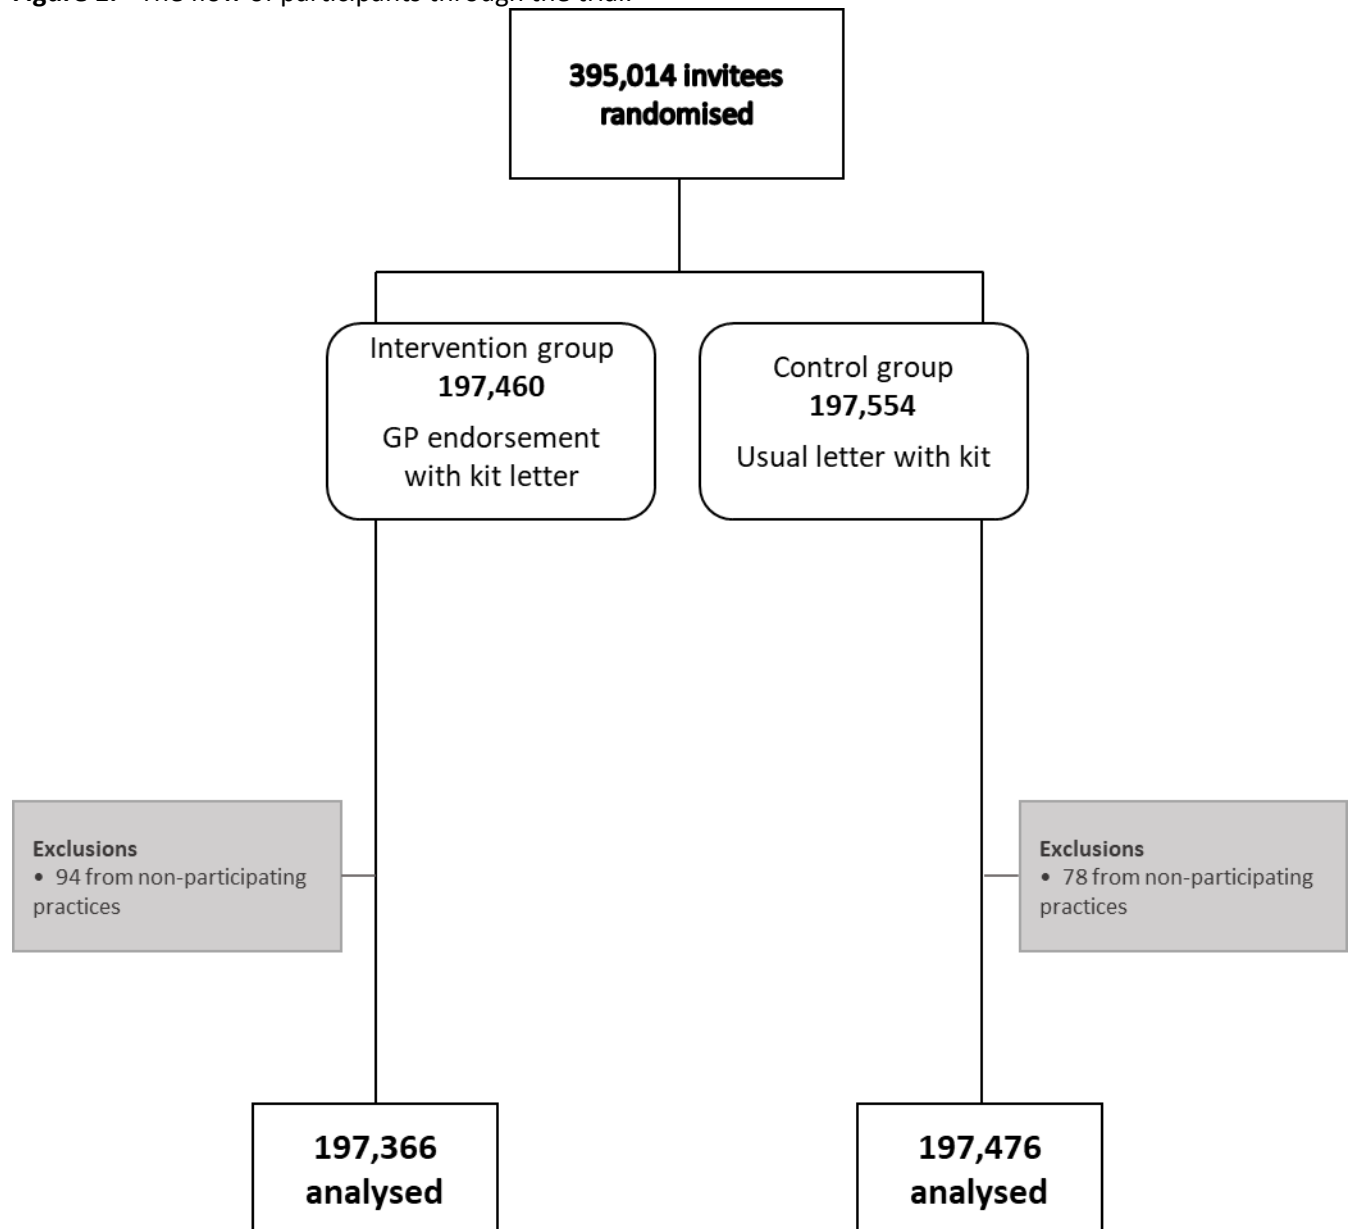 395,014 invitees
randomised
Intervention group
197,460
GP endorsement
with kit letter
Control group
197,554
Usual letter with kit
Exclusions
• 94 from non-participating
practices
Exclusions
• 78 from non-participating
practices
197,366
analysed
197,476
analysed